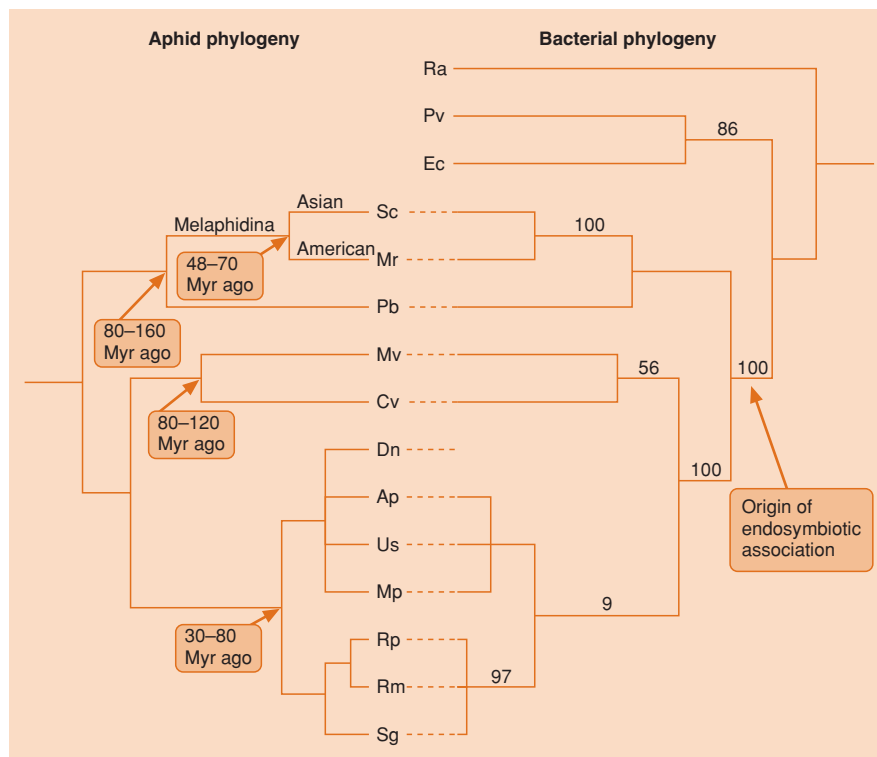 Aphid phylogeny
Bacterial phylogeny
Ra
Pv
86
Ec
Asian
Sc
Melaphidina
100
American
Mr
48–70
Myr ago
Pb
80–160
Myr ago
Mv
56
100
Cv
80–120
Myr ago
Dn
100
Ap
Origin of
endosymbiotic
association
Us
Mp
9
30–80
Myr ago
Rp
Rm
97
Sg